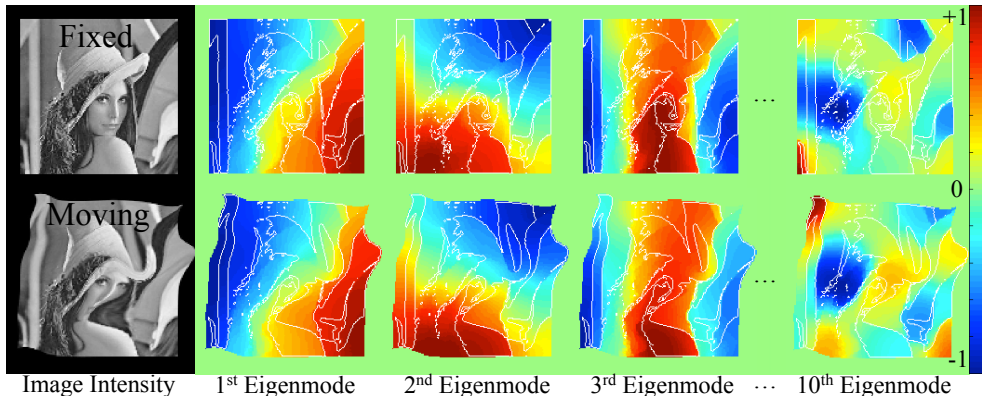 Fixed
+1
...
0
Moving
...
-1
Image Intensity 1st Eigenmode 2nd Eigenmode 3rd Eigenmode ... 10th Eigenmode